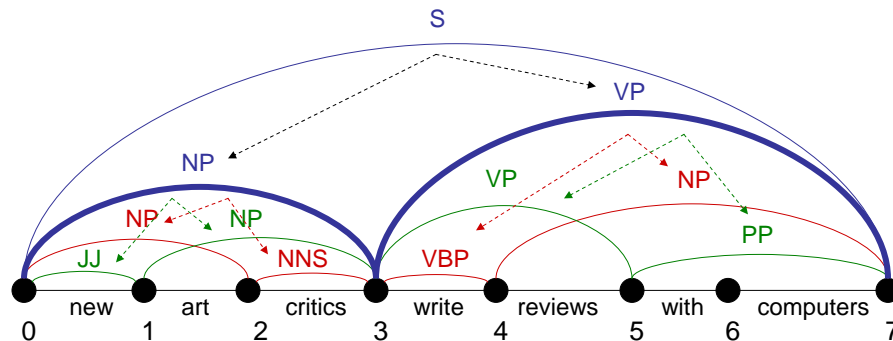 S
VP
NP
VP
NP
NP
NP
PP
JJ
NNS
VBP
new art critics write reviews with computers
0 1 2 3 4 5 6 7